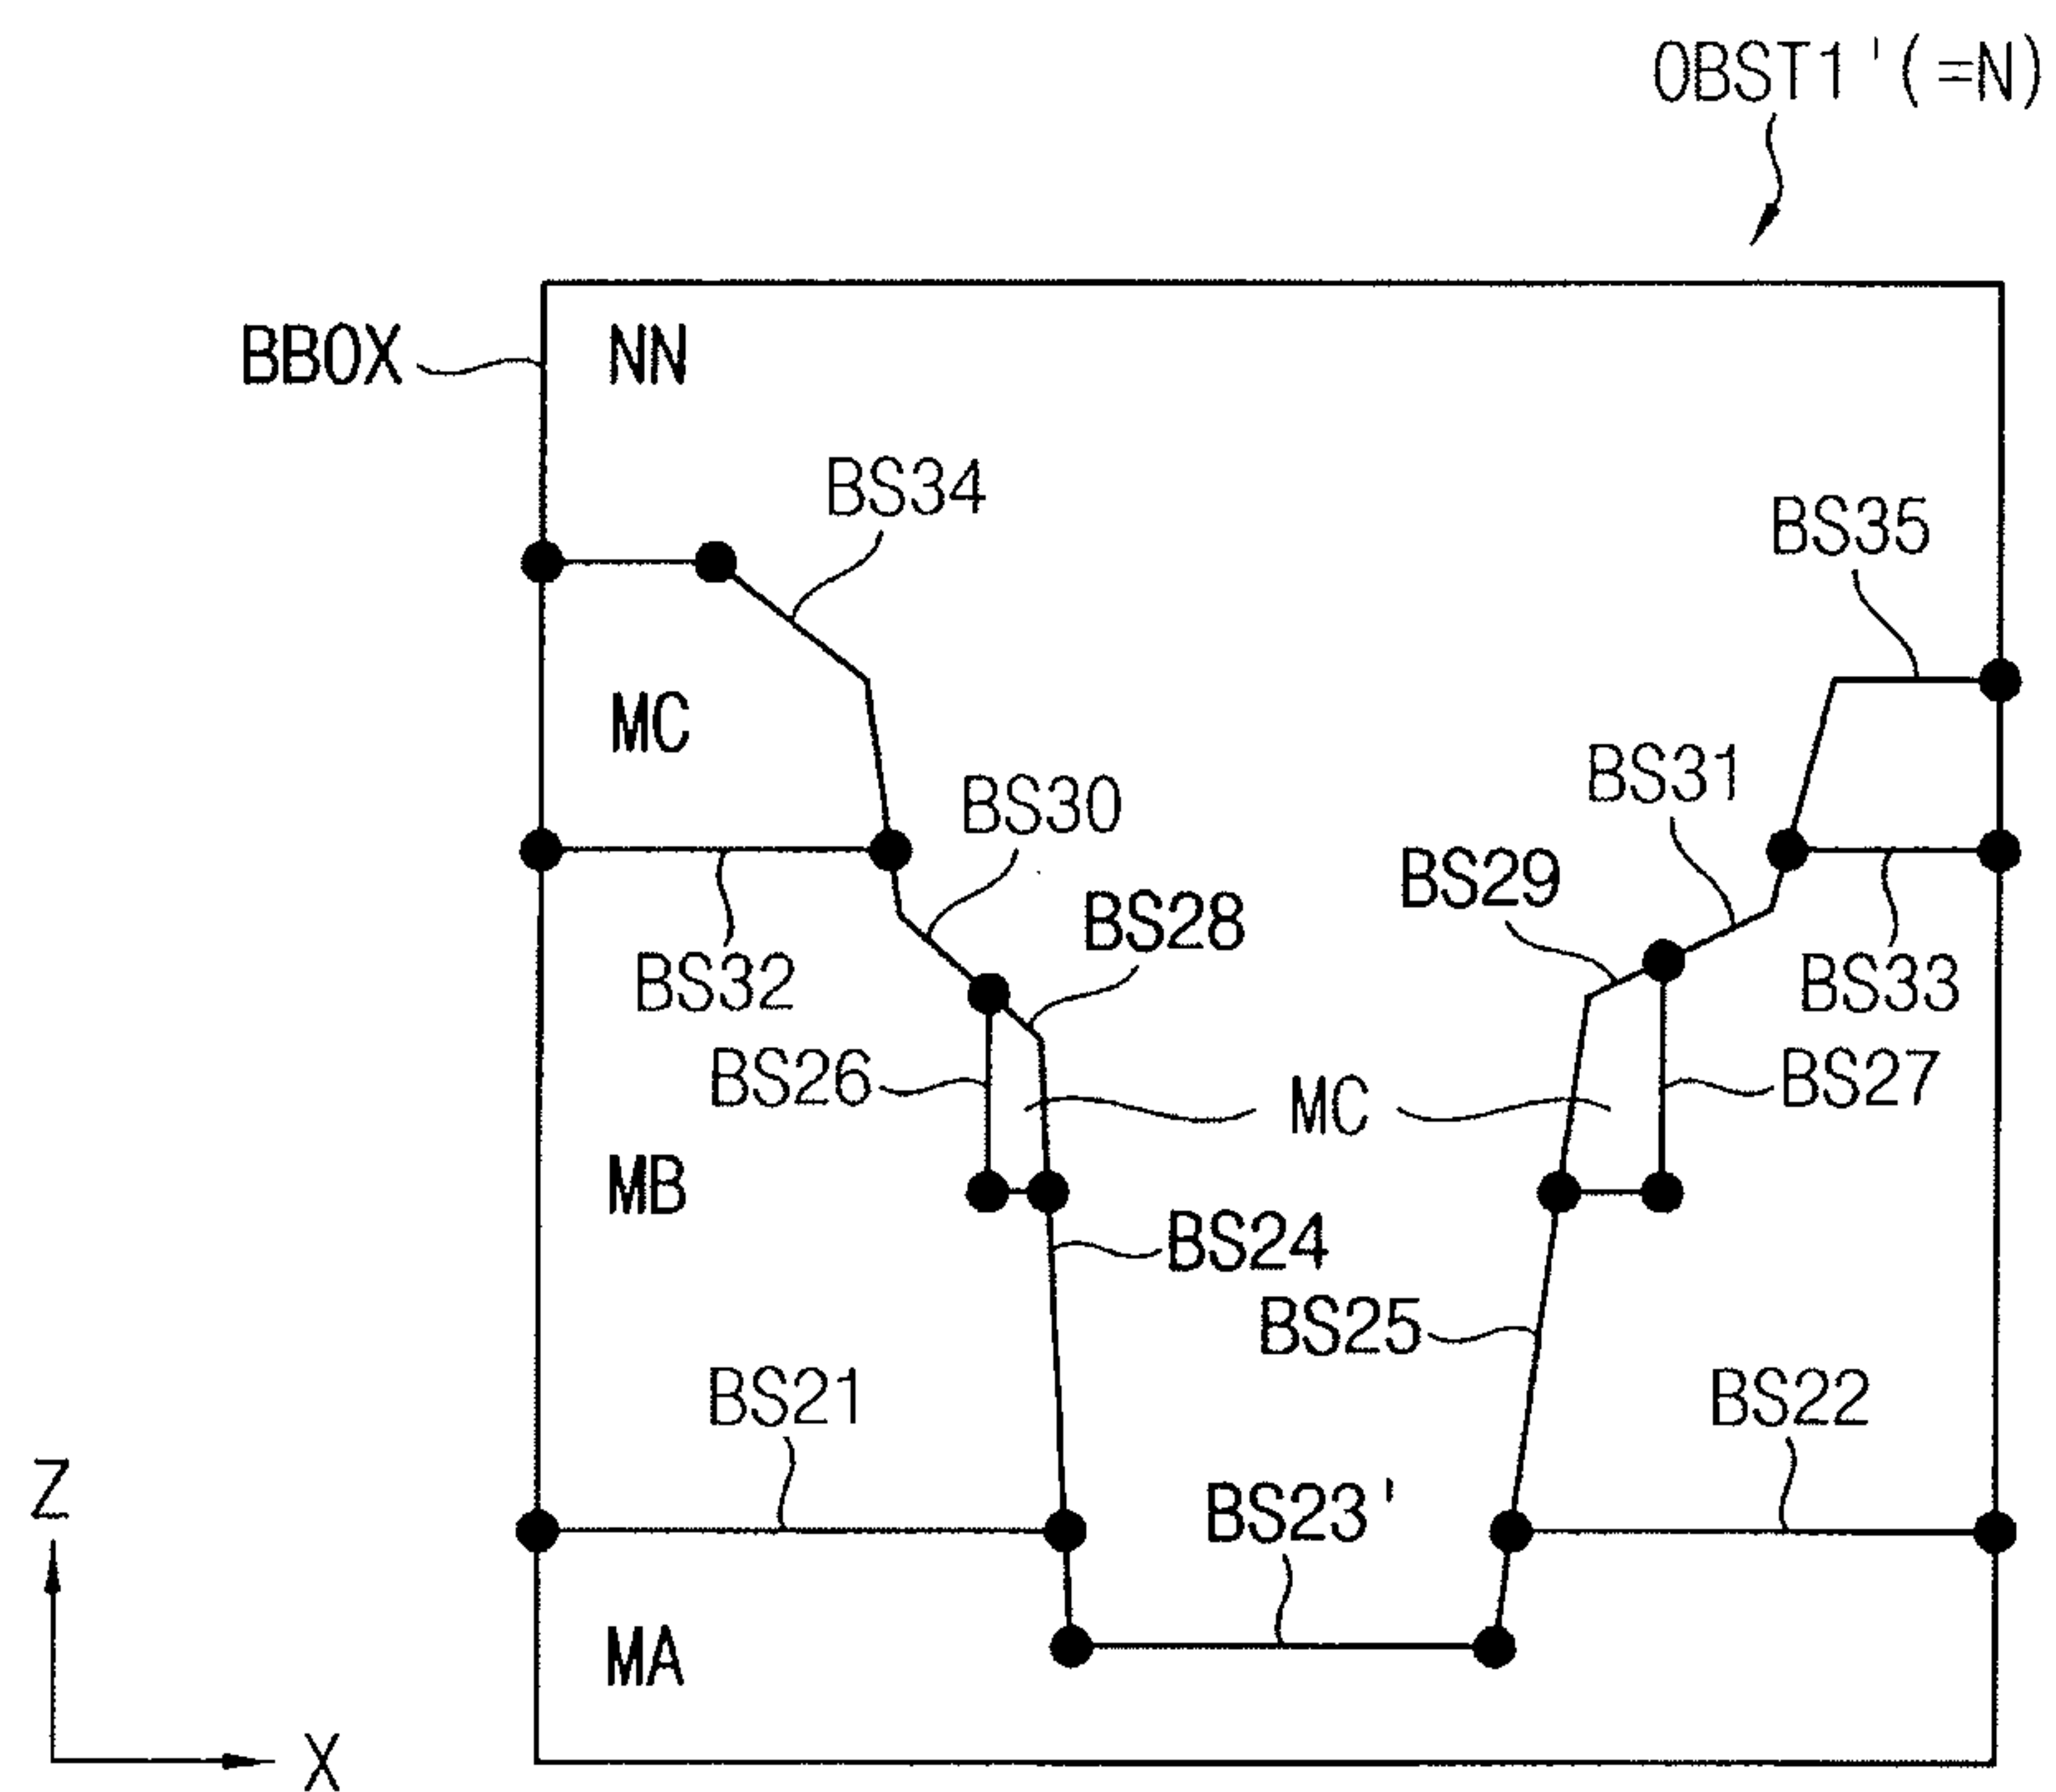 OBST1'(=N)
BBOX
NN
BS34
BS35
MC
BS30
BS31
BS29
BS28
BS32
BS33
BS26
MC
BS27
MB
BS24
BS25
BS21
BS22
BS23'
Z
MA
X